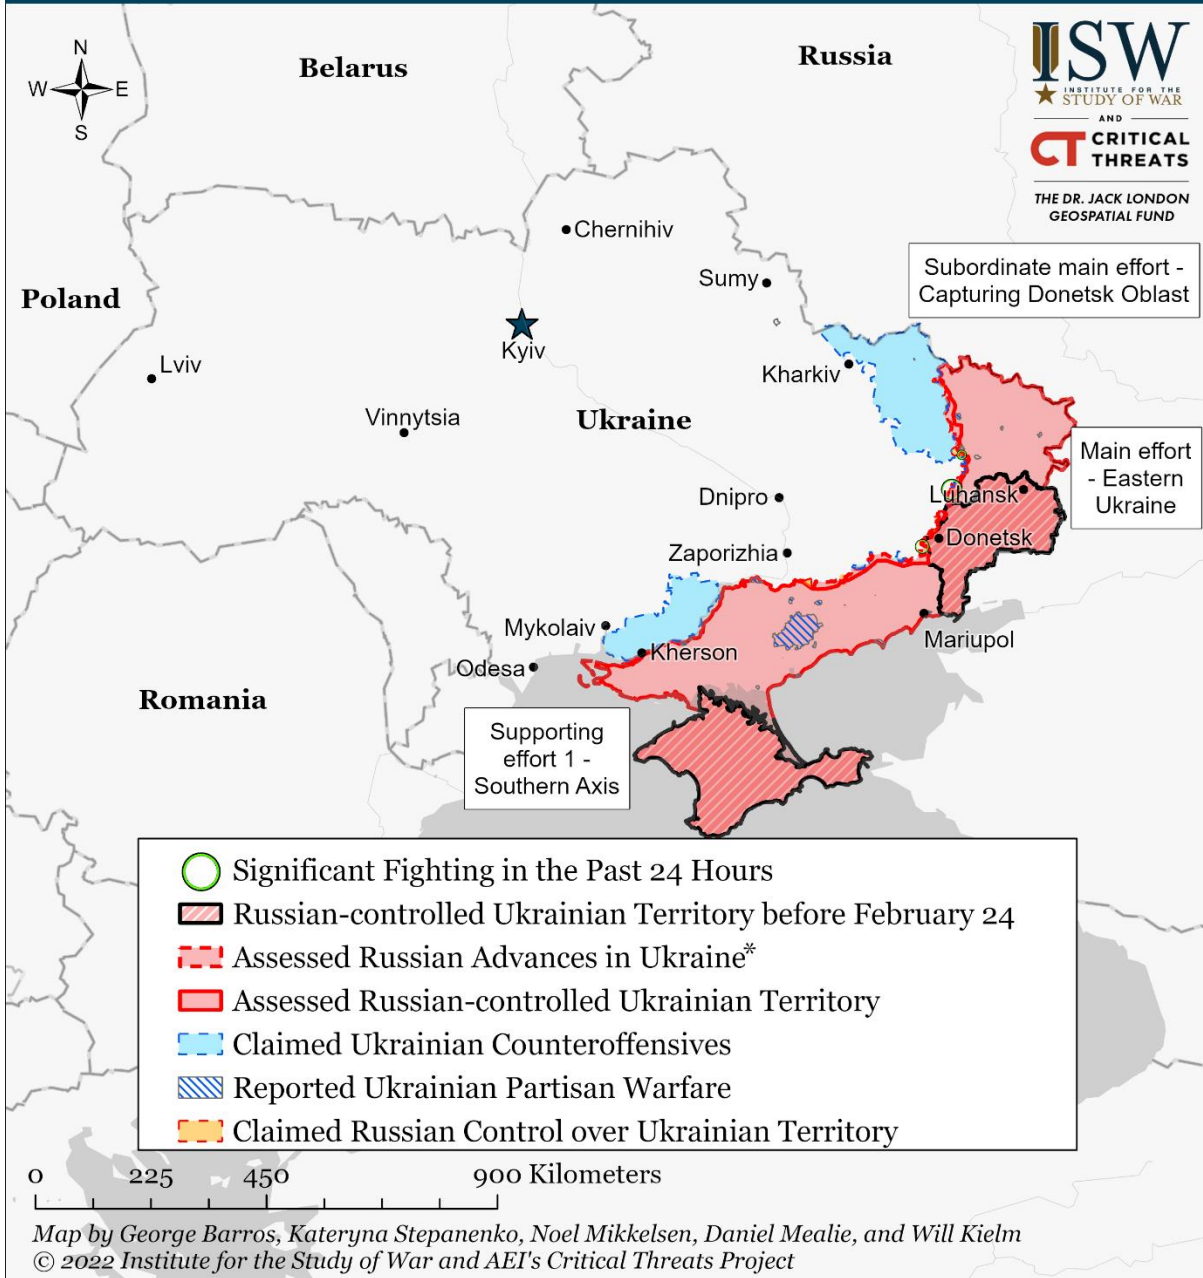 Belarus
Russia
N
W
E
S
ISW
INSTITUTE FOR THE
STUDY OF WAR
AND
CT CRITICAL
THREATS
THE DR. JACK LONDON
GEOSPATIAL FUND
Chernihiv
Sumy
Subordinate main effort -
Capturing Donetsk Oblast
Poland
Kyiv
Lviv
Kharkiv
Vinnytsia
Ukraine
Main effort
- Eastern
Ukraine
Dnipro
Luhansk
Donetsk
Zaporizhia
Mykolaiv
Kherson
Mariupol
Odesa
Romania
Supporting
effort 1 -
Southern Axis
Significant Fighting in the Past 24 Hours
Russian-controlled Ukrainian Territory before February 24
Assessed Russian Advances in Ukraine*
Assessed Russian-controlled Ukrainian Territory
Claimed Ukrainian Counteroffensives
Reported Ukrainian Partisan Warfare
Claimed Russian Control over Ukrainian Territory
0 225 450 900 Kilometers
Map by George Barros, Kateryna Stepanenko, Noel Mikkelsen, Daniel Mealie, and Will Kielm
© 2022 Institute for the Study of War and AEI's Critical Threats Project